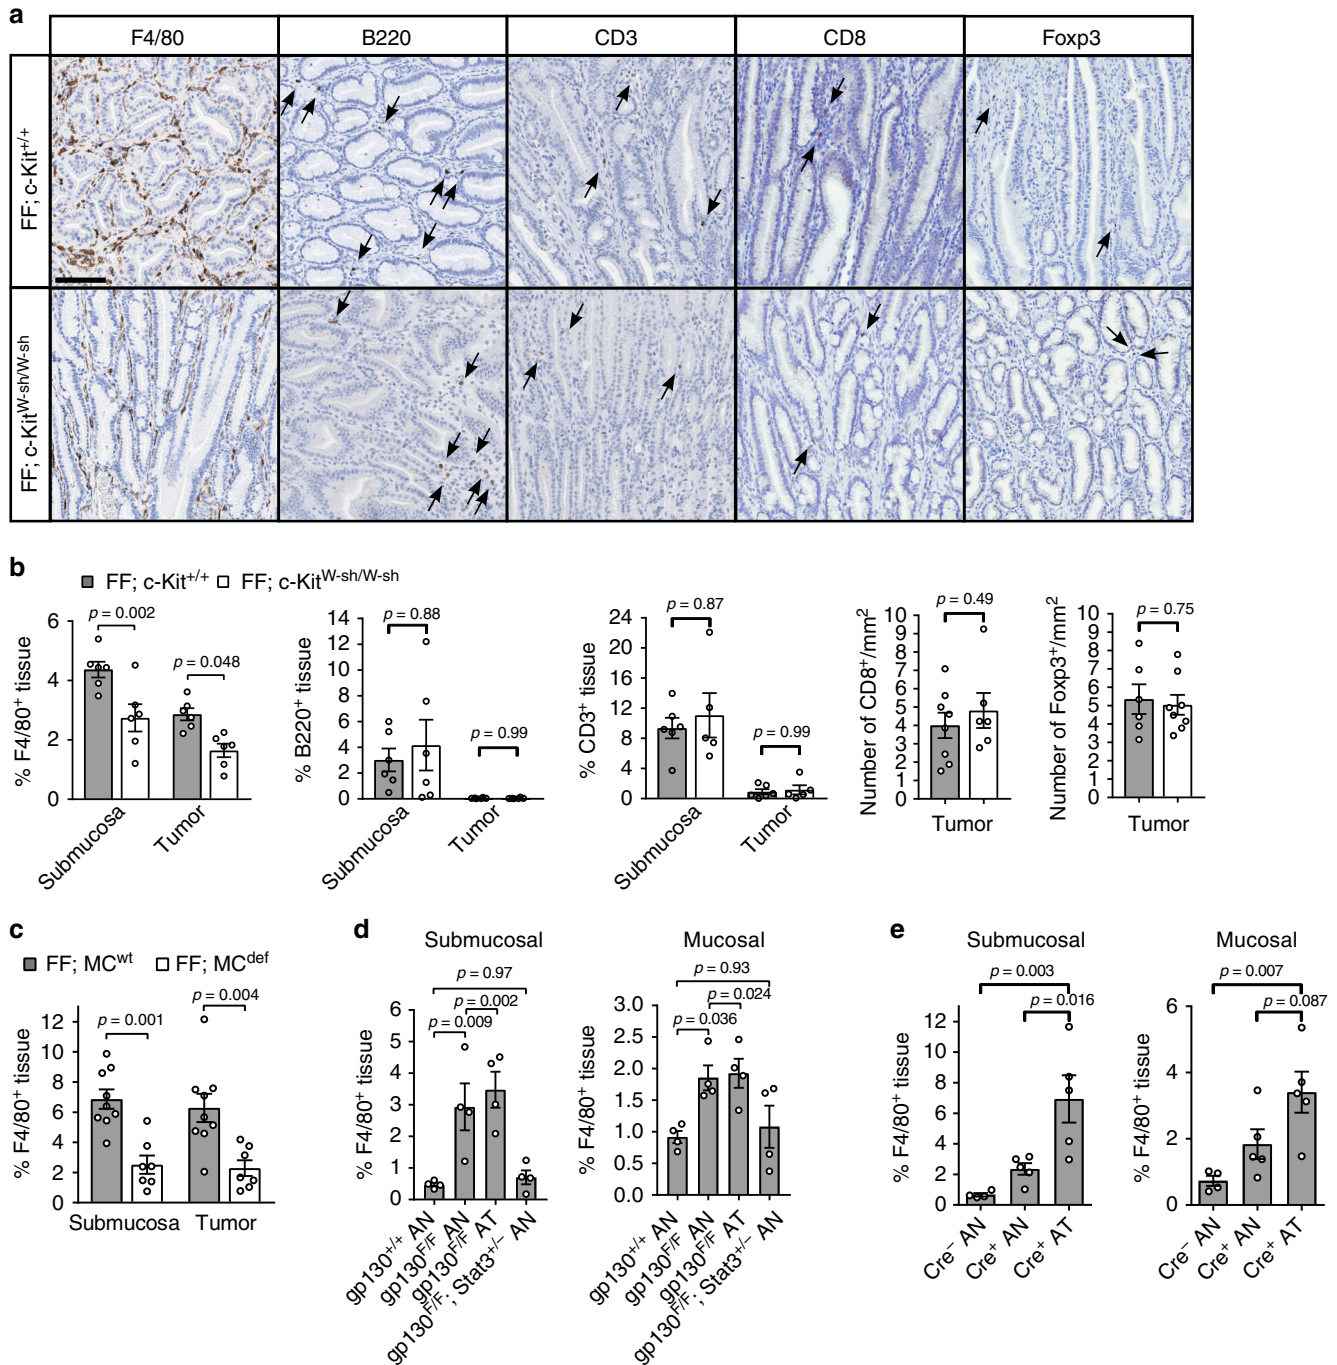 a
F4/80 B220 CD3 CD8 Foxp3
FF; c-Kit+/+
FF; c-KitW-sh/W-sh
b
FF; c-Kit+/+ FF; c-KitW-sh/W-sh
% F4/80+ tissue
6
4
2
0
p = 0.002
p = 0.048
Submucosa
Tumor
% B220+ tissue
14
12
10
8
6
4
2
0
p = 0.88
p = 0.99
Submucosa
Tumor
% CD3+ tissue
24
20
16
12
8
4
0
p = 0.87
p = 0.99
Submucosa
Tumor
Number of CD8+/mm2
10
9
8
7
6
5
4
3
2
1
0
p = 0.49
Tumor
Number of Foxp3+/mm2
10
9
8
7
6
5
4
3
2
1
0
p = 0.75
Tumor
c
FF; MCwt FF; MCdef
% F4/80+ tissue
12
10
8
6
4
2
0
p = 0.001
p = 0.004
Submucosa Tumor
d
Submucosal
% F4/80+ tissue
6
5
4
3
2
1
0
p = 0.97
p = 0.002
p = 0.009
gp130+/+ AN
gp130F/F AN
gp130F/F AT
gp130F/F; Stat3+/− AN
Mucosal
% F4/80+ tissue
3.0
2.5
2.0
1.5
1.0
0.5
0.0
p = 0.93
p = 0.024
p = 0.036
gp130+/+ AN
gp130F/F AN
gp130F/F AT
gp130F/F; Stat3+/− AN
e
Submucosal
% F4/80+ tissue
12
10
8
6
4
2
0
p = 0.003
p = 0.016
Cre− AN
Cre+ AN
Cre+ AT
Mucosal
% F4/80+ tissue
6
4
2
0
p = 0.007
p = 0.087
Cre− AN
Cre+ AN
Cre+ AT